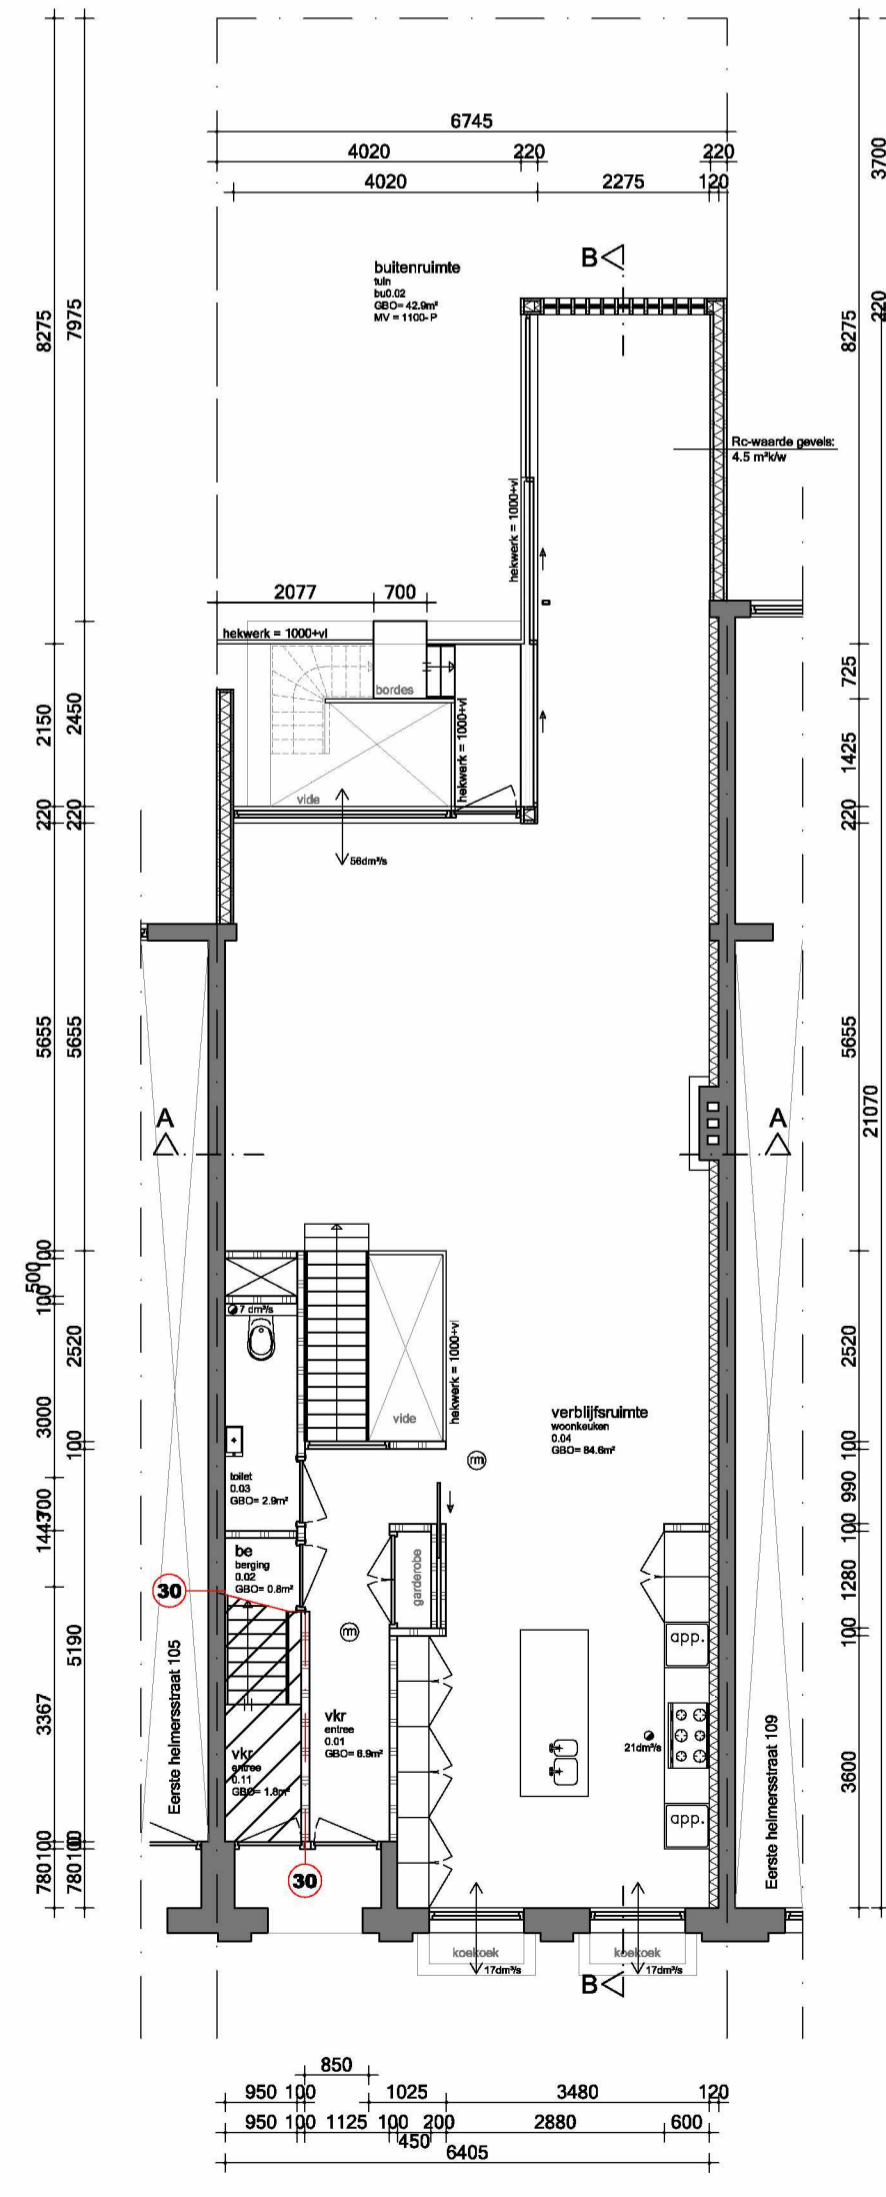 6745
4020 220 220
4020 2275 120
3700
8275 7975
8275 220
buitenruimte
tuin
bu0.02
GBO= 42.9m²
MV = 1100- P
B
Rc-waarde gevels:
4.5 m²k/w
hekwerk = 1000+vl
2077 700
hekwerk = 1000+vl
bordes
hekwerk = 1000+vl
vide
2150 2450
220 220
725
1425
220
56dm³/s
5655 5655
5655
21070
A
A
100
500
100
7 dm³/s
2520
3000
100
2520
100
990
hekwerk = 1000+vl
vide
verblijfsruimte
woonkeuken
0.04
GBO= 84.6m²
rm
toilet
0.03
GBO= 2.9m²
700
1443
100
1280
100
be
berging
0.02
GBO= 0.8m²
garderobe
30
rm
app.
5190
3367
3600
Eerste helmersstraat 105
vkr
entree
0.01
GBO= 6.9m²
vkr
entree
0.11
GBO= 1.8m²
21dm³/s
app.
Eerste helmersstraat 109
100 100
780 780
30
koekoek koekoek
17dm³/s 17dm³/s
B
850
950 100 1025 3480 120
950 100 1125 100 200 2880 600
450
6405